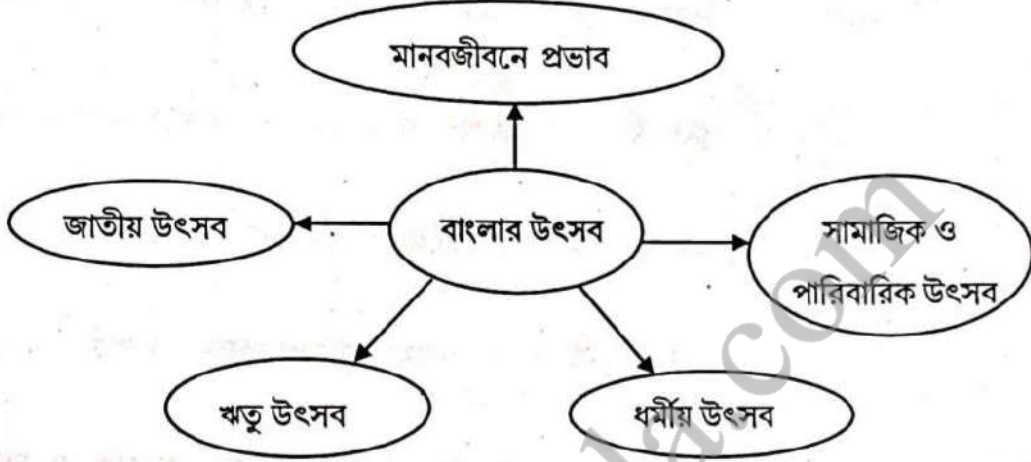 মানবজীবনে প্রভাব
জাতীয় উৎসব
বাংলার উৎসব
সামাজিক ও
পারিবারিক উৎসব
ঋতু উৎসব
ধর্মীয় উৎসব